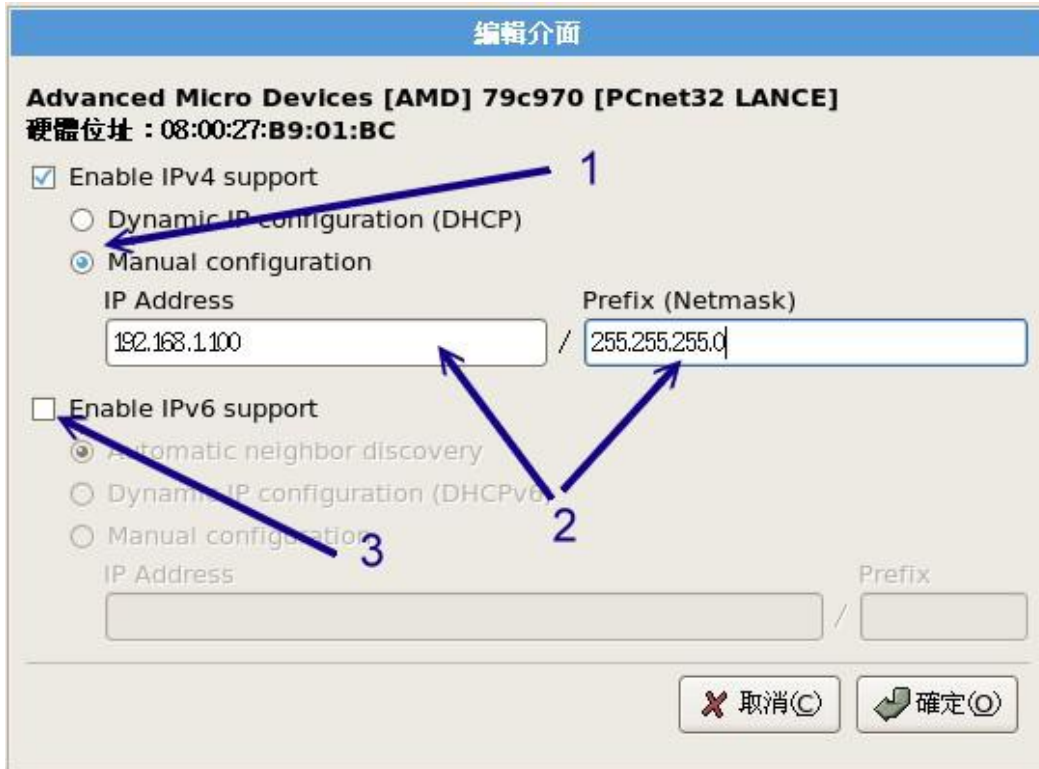 編輯介面
Advanced Micro Devices [AMD] 79c970 [PCnet32 LANCE]
硬體位址：08:00:27:B9:01:BC
Enable IPv4 support
1
Dynamic IP configuration (DHCP)
Manual configuration
IP Address Prefix (Netmask)
192.168.1.100 / 255.255.255.0
Enable IPv6 support
Automatic neighbor discovery
Dynamic IP configuration (DHCPv6)
2
Manual configuration
3
IP Address Prefix
/
取消(C) 確定(O)